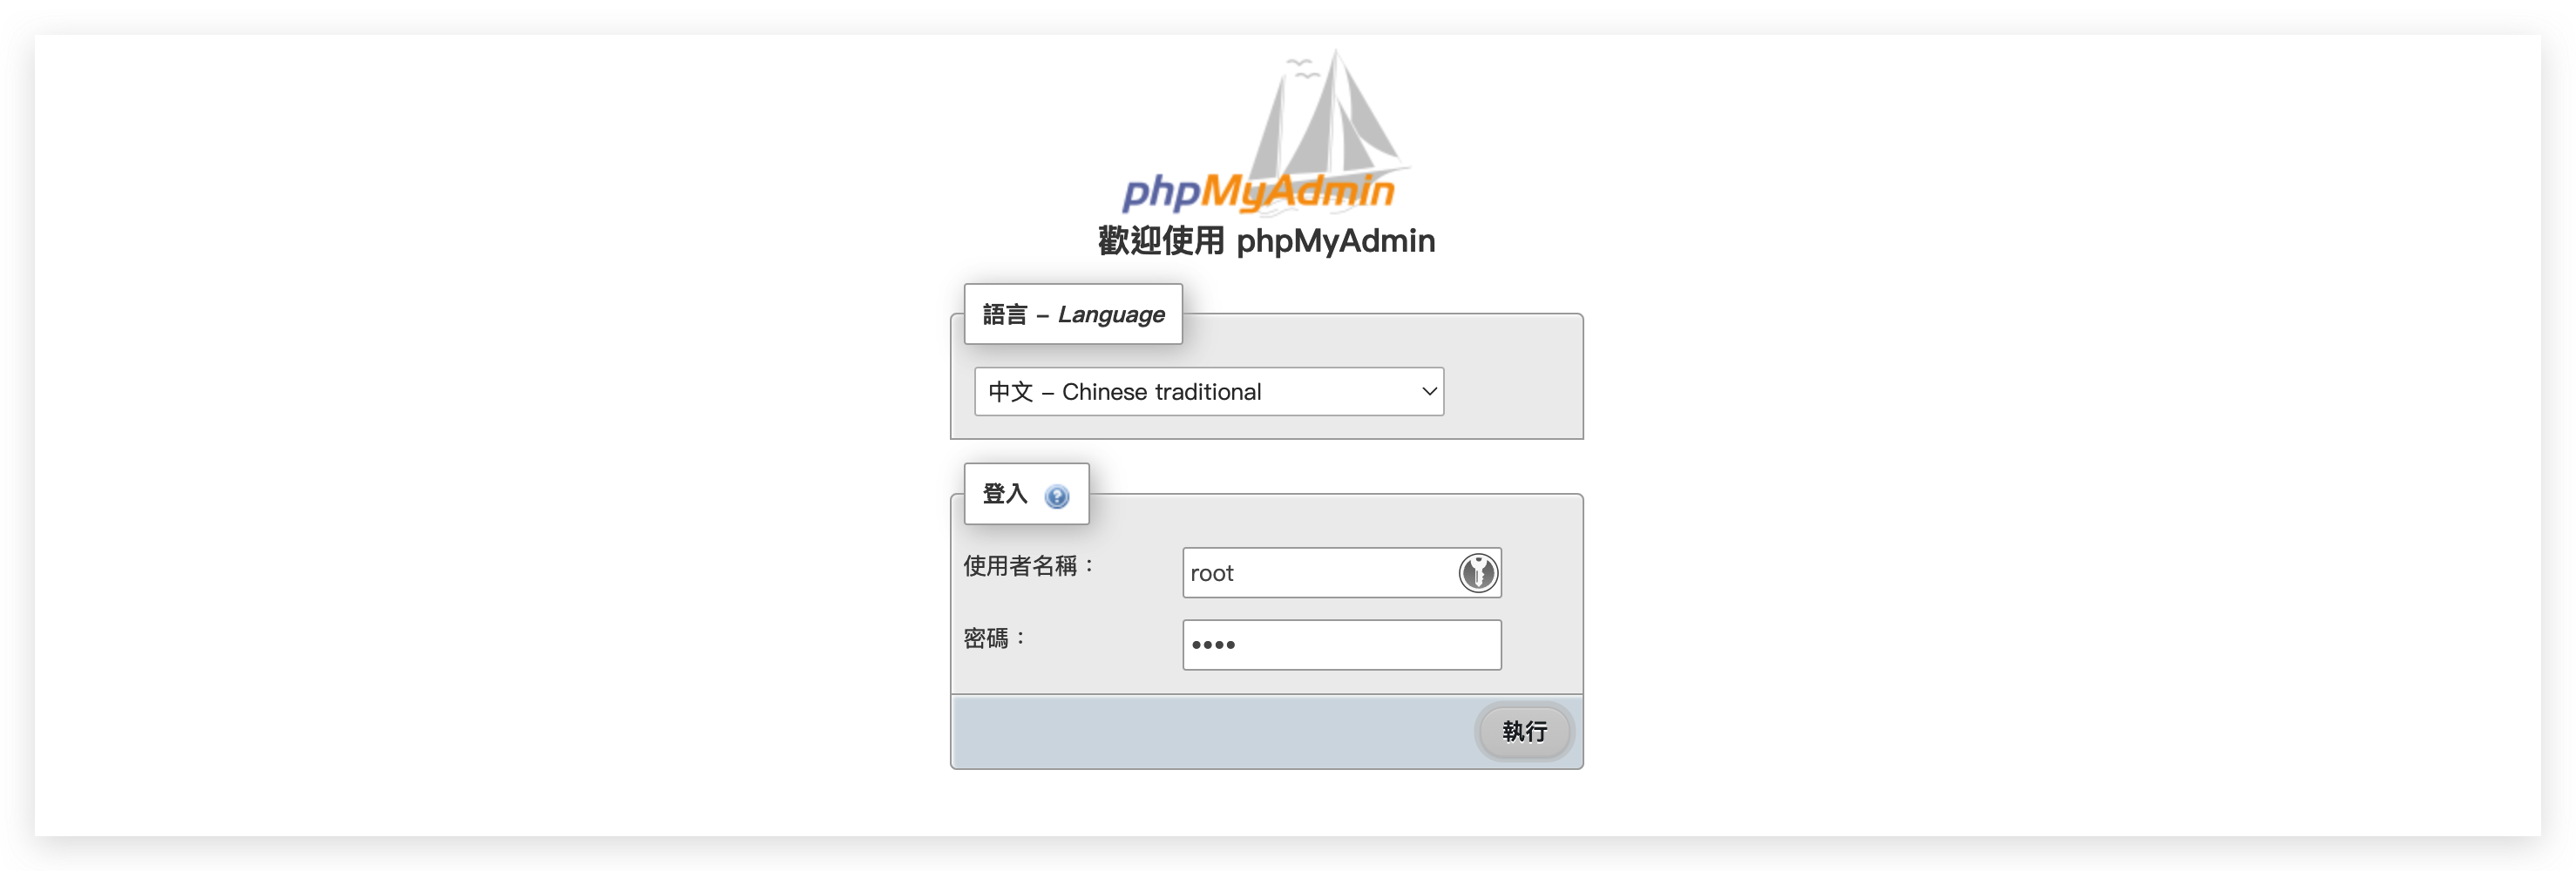 phpMyAdmin
歡迎使用 phpMyAdmin
語言 – Language
中文 – Chinese traditional
登入
使用者名稱：
root
密碼：
••••
執行